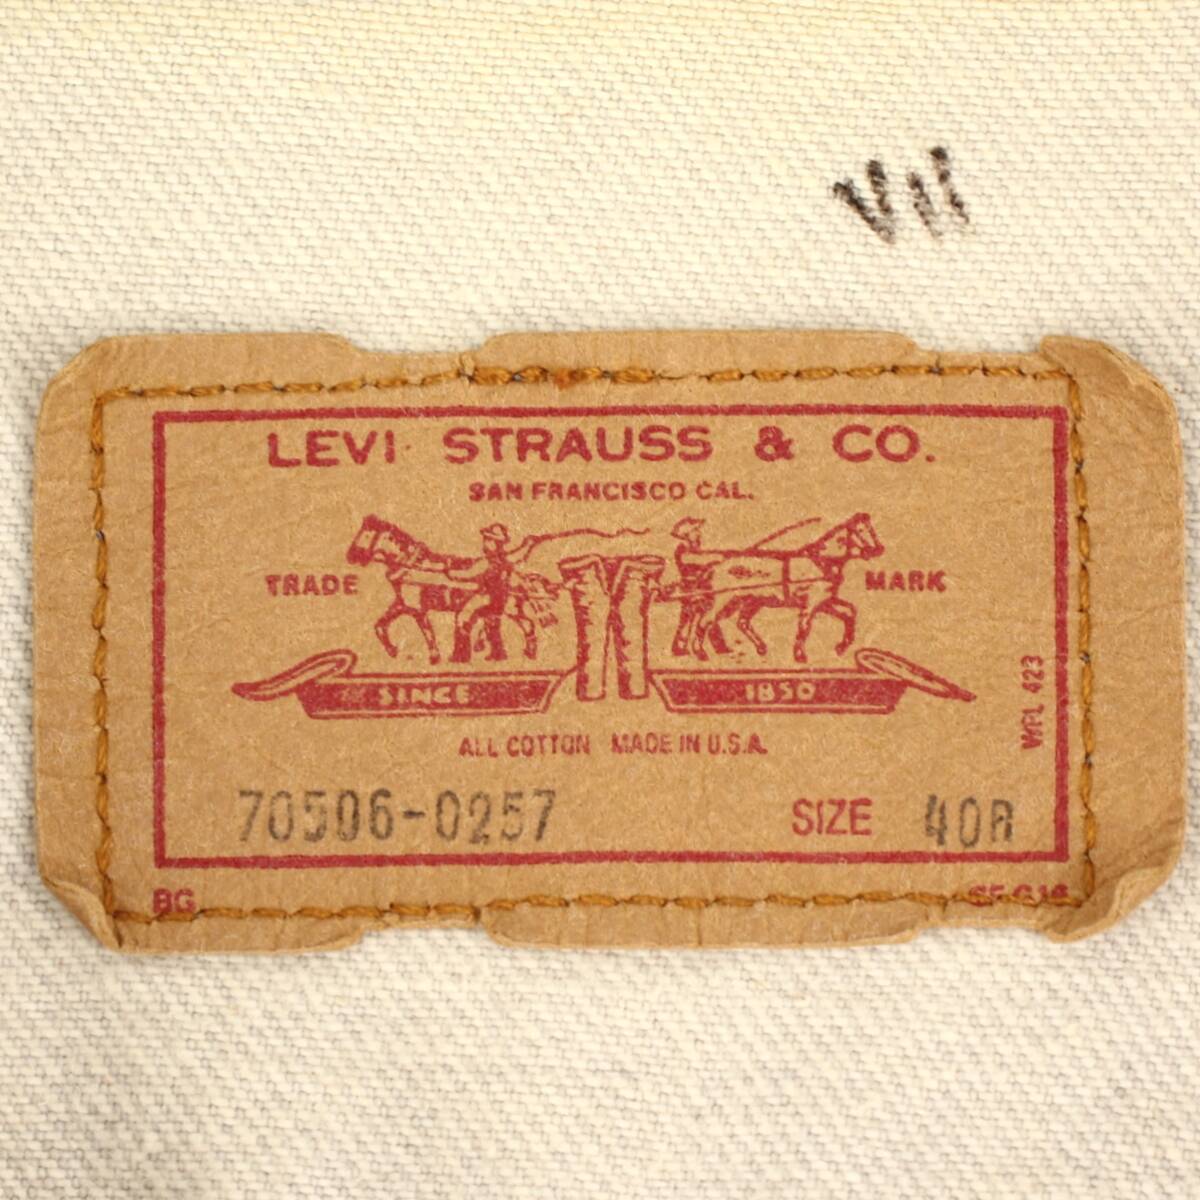 VII
LEVI STRAUSS & CO.
SAN FRANCISCO CAL.
TRADE MARK
SINCE 1850
WPL 423
ALL COTTON MADE IN U.S.A.
70506-0257 SIZE 40R
BG